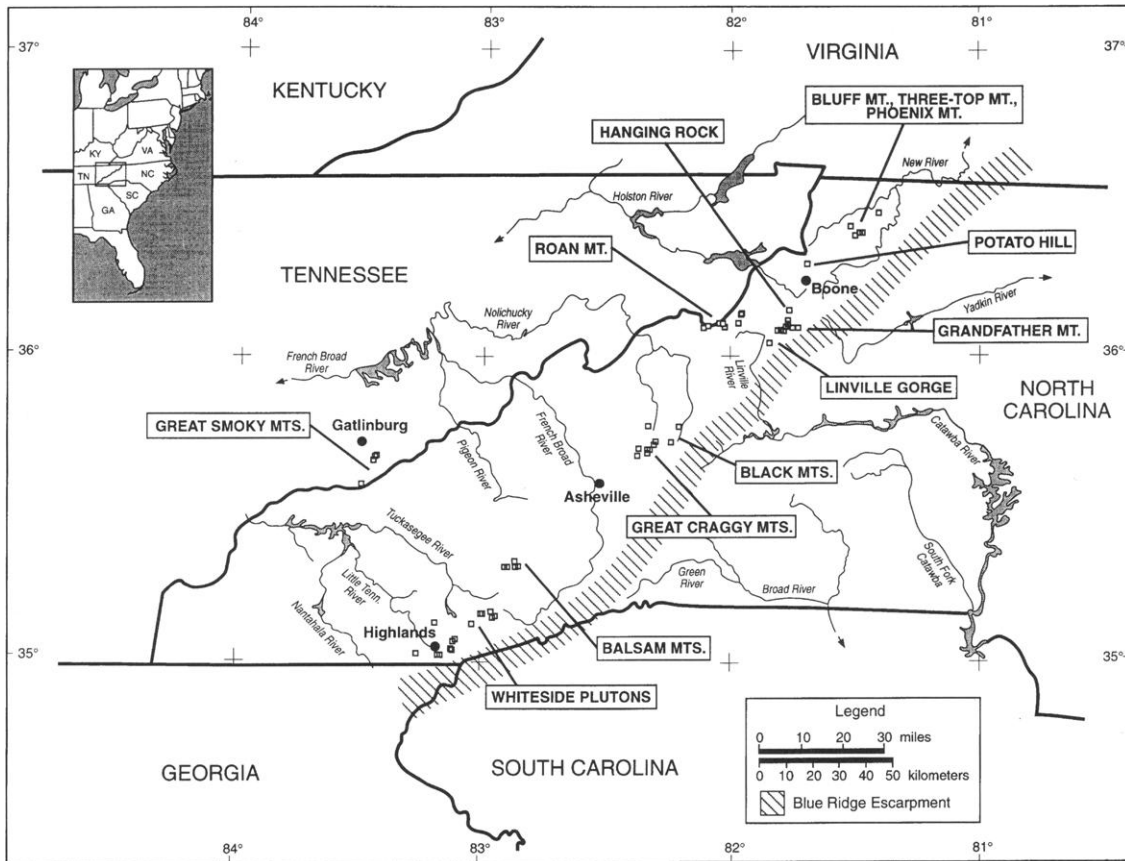 84°
83°
82°
81°
37°
37°
VIRGINIA
KENTUCKY
BLUFF MT., THREE-TOP MT.,
PHOENIX MT.
HANGING ROCK
KY
VA
TN
NC
SC
GA
New River
Holston River
ROAN MT.
POTATO HILL
TENNESSEE
Boone
Yadkin River
Nolichucky
River
GRANDFATHER MT.
36°
36°
French Broad
River
Linville
River
LINVILLE GORGE
NORTH
CAROLINA
Gatlinburg
GREAT SMOKY MTS.
French Broad
River
Pigeon River
Catawba
River
BLACK MTS.
Asheville
GREAT CRAGGY MTS.
Tuckasegee River
South Fork
Catawba
Green
River
Broad River
Little Tenn.
River
Nantahala River
Highlands
35°
35°
BALSAM MTS.
WHITESIDE PLUTONS
Legend
0 10 20 30 miles
0 10 20 30 40 50
kilometers
Blue Ridge Escarpment
GEORGIA
SOUTH CAROLINA
84°
83°
82°
81°